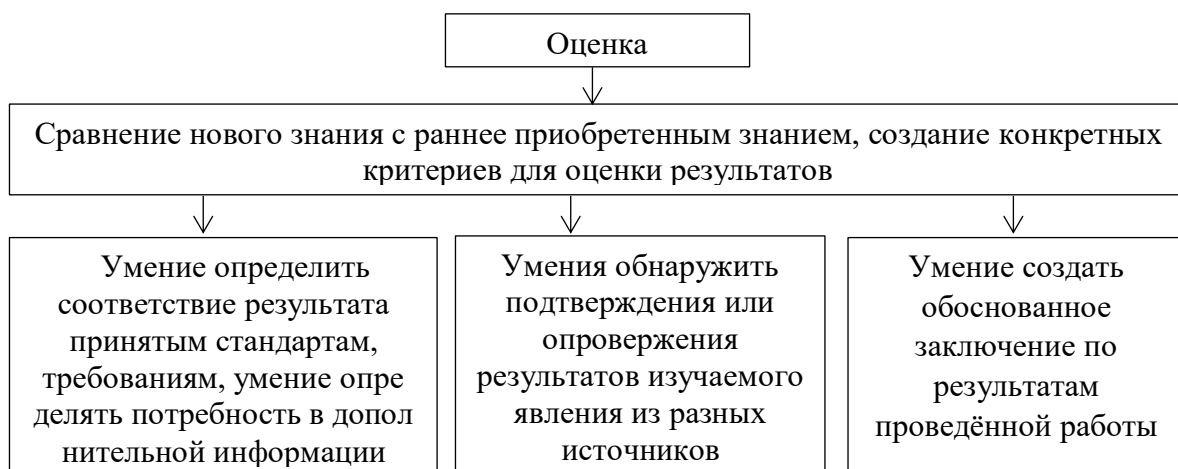 Оценка
Сравнение нового знания с раннее приобретенным знанием, создание конкретных
критериев для оценки результатов
Умение определить
соответствие результата
принятым стандартам,
требованиям, умение опре
делять потребность в допол
нительной информации
Умения обнаружить
подтверждения или
опровержения
результатов изучаемого
явления из разных
источников
Умение создать
обоснованное
заключение по
результатам
проведённой работы